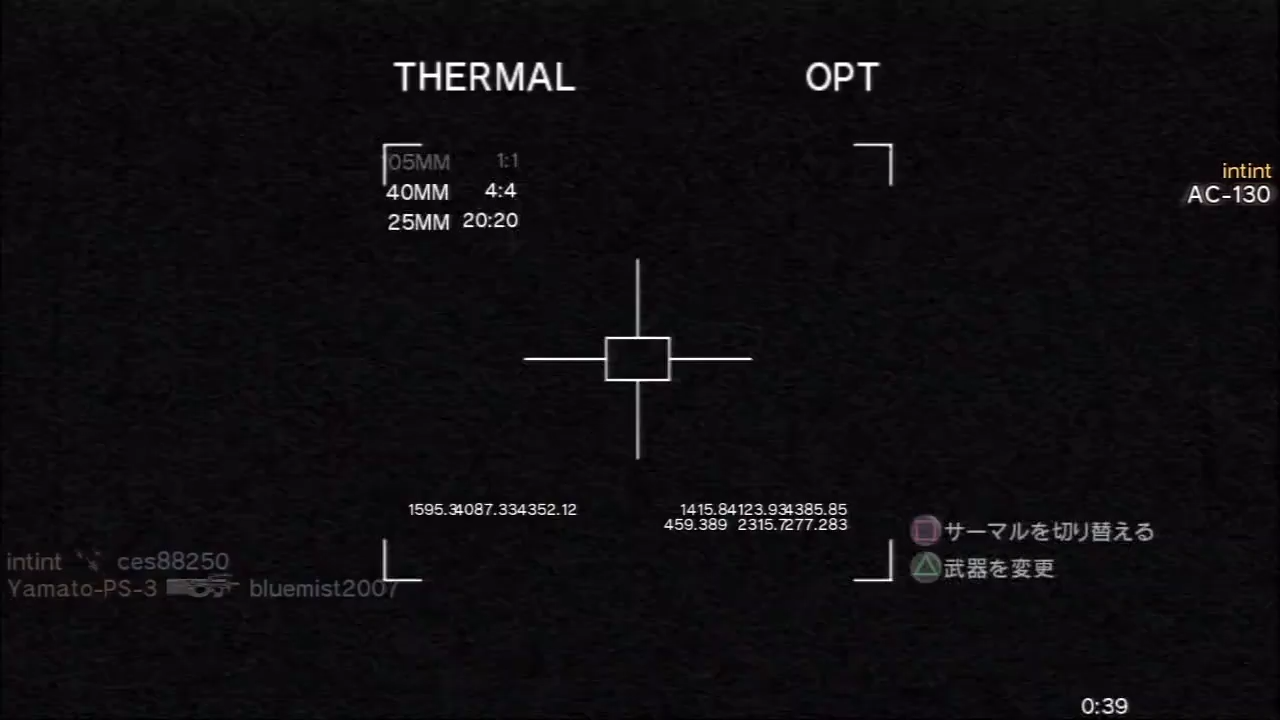 THERMAL OPT
105MM 1:1
40MM 4:4
25MM 20:20
intint
AC-130
1595.34087.334352.12
1415.84123.934385.85
459.389 2315.7277.283
サーマルを切り替える
武器を変更
intint ces88250
Yamato-PS-3 bluemist2007
0:39